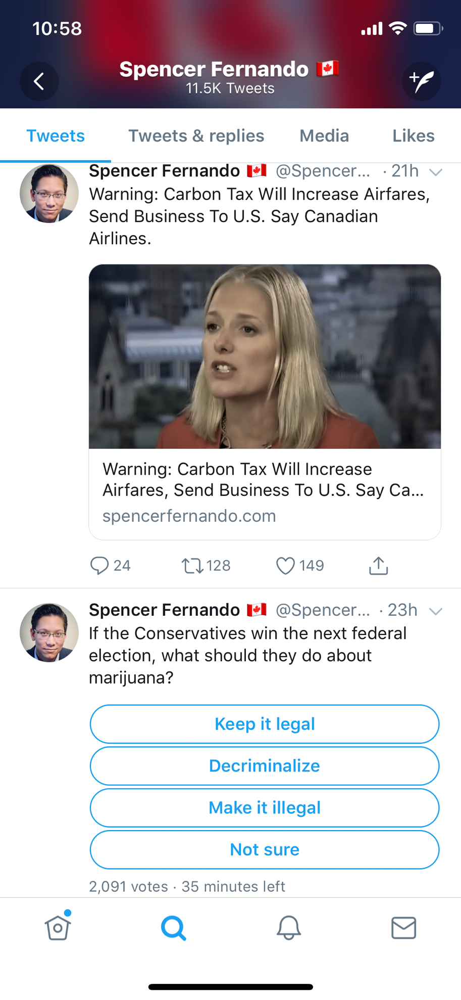 10:58
Spencer Fernando 🇨🇦
11.5K Tweets
Tweets Tweets & replies Media Likes
Spencer Fernando 🇨🇦 @Spencer... · 21h
Warning: Carbon Tax Will Increase Airfares,
Send Business To U.S. Say Canadian
Airlines.
Warning: Carbon Tax Will Increase
Airfares, Send Business To U.S. Say Ca...
spencerfernando.com
24 128 149
Spencer Fernando 🇨🇦 @Spencer... · 23h
If the Conservatives win the next federal
election, what should they do about
marijuana?
Keep it legal
Decriminalize
Make it illegal
Not sure
2,091 votes · 35 minutes left